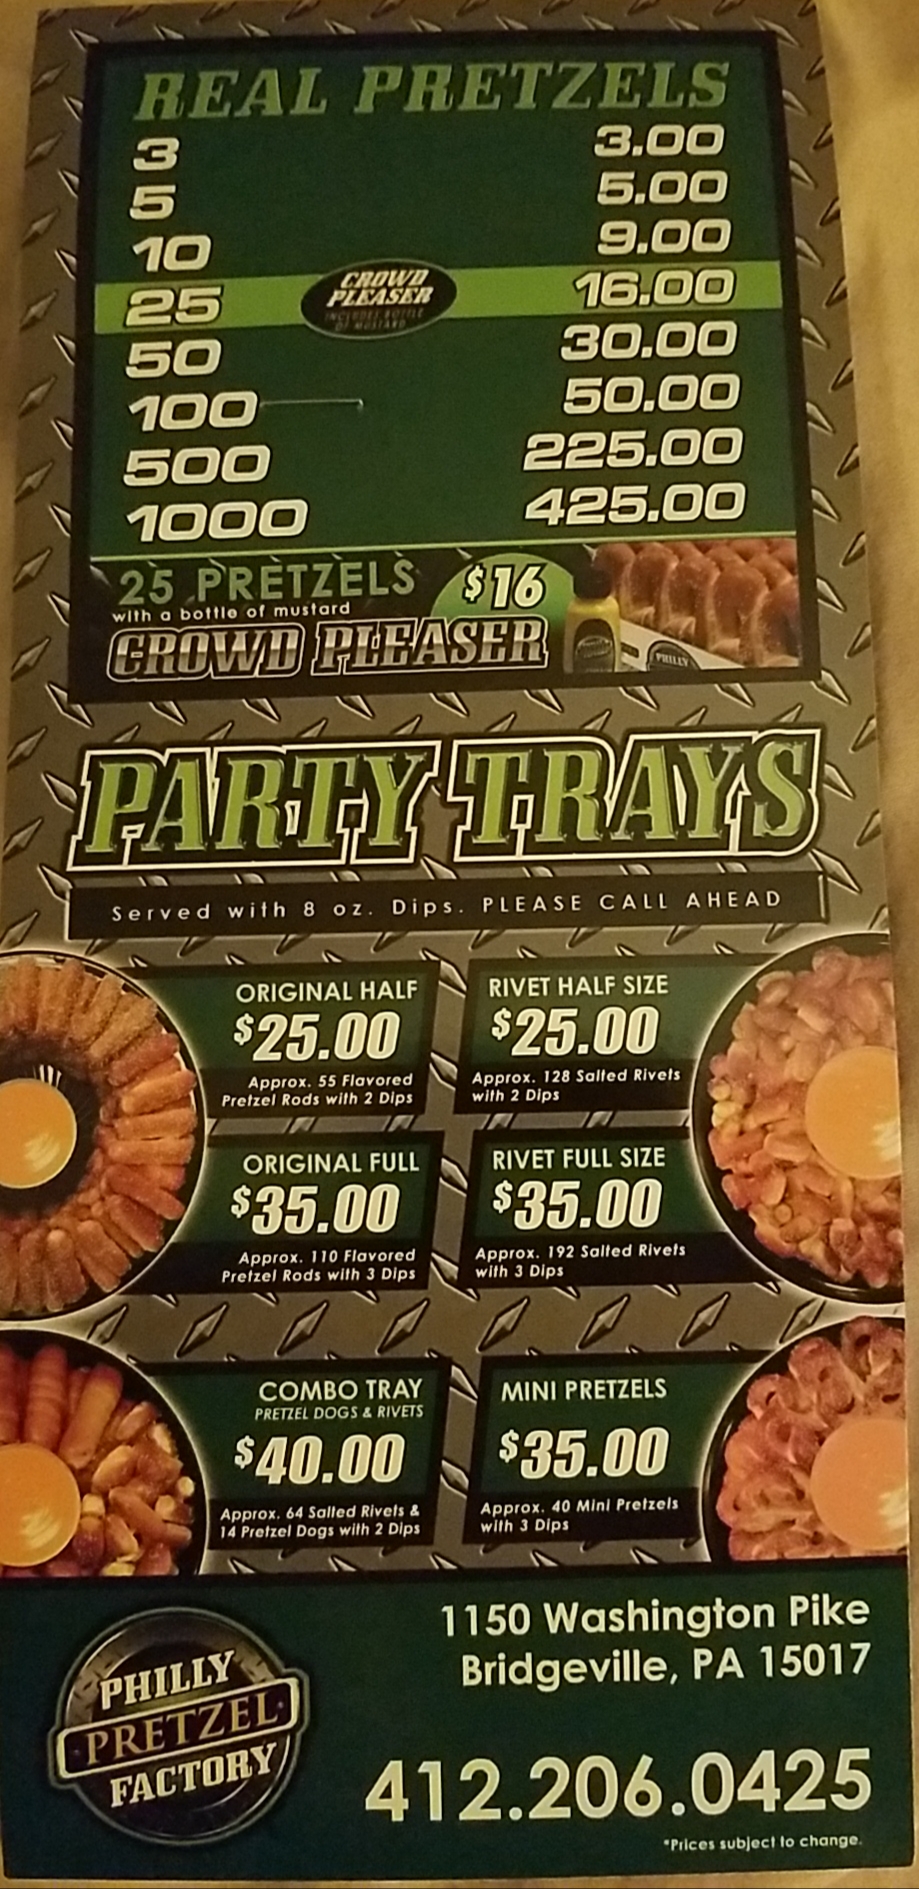 REAL PRETZELS
3 3.00
5 5.00
10 9.00
25 CROWD PLEASER INCLUDES BOTTLE OF MUSTARD 16.00
50 30.00
100 50.00
500 225.00
1000 425.00
25 PRETZELS $16
with a bottle of mustard
CROWD PLEASER
PHILLY
PARTY TRAYS
Served with 8 oz. Dips. PLEASE CALL AHEAD
ORIGINAL HALF
$25.00
Approx. 55 Flavored
Pretzel Rods with 2 Dips
RIVET HALF SIZE
$25.00
Approx. 128 Salted Rivets
with 2 Dips
ORIGINAL FULL
$35.00
Approx. 110 Flavored
Pretzel Rods with 3 Dips
RIVET FULL SIZE
$35.00
Approx. 192 Salted Rivets
with 3 Dips
COMBO TRAY
PRETZEL DOGS & RIVETS
$40.00
Approx. 64 Salted Rivets &
14 Pretzel Dogs with 2 Dips
MINI PRETZELS
$35.00
Approx. 40 Mini Pretzels
with 3 Dips
PHILLY
PRETZEL
FACTORY
1150 Washington Pike
Bridgeville, PA 15017
412.206.0425
*Prices subject to change.